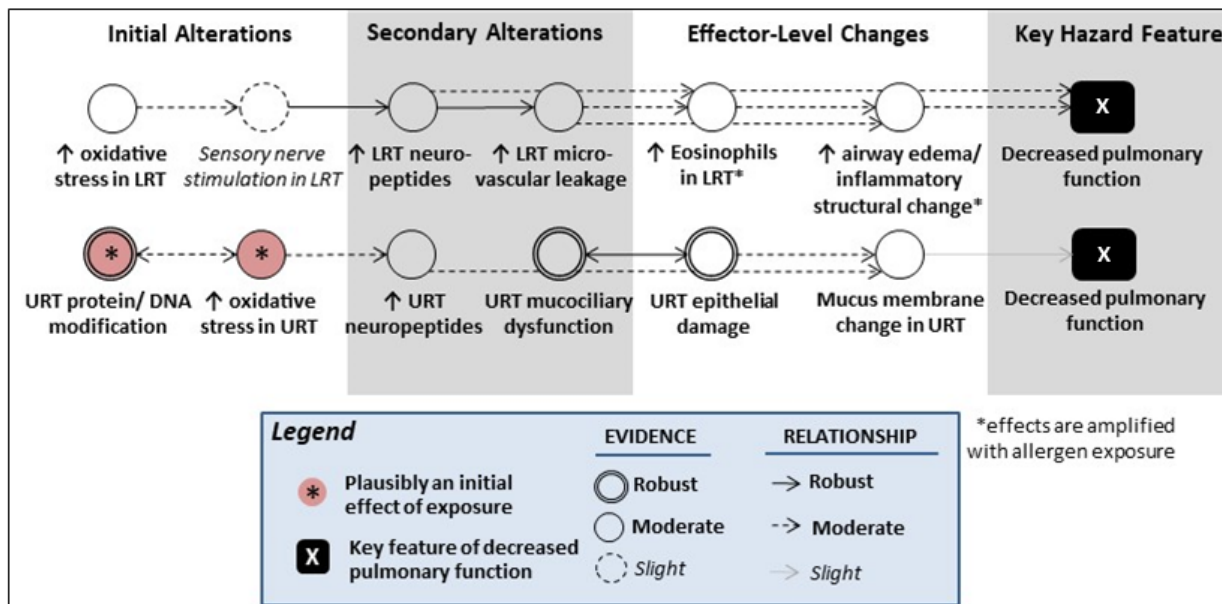 Initial Alterations
Secondary Alterations
Effector-Level Changes
Key Hazard Feature
X
↑ oxidative
stress in LRT
Sensory nerve
stimulation in LRT
↑ LRT neuro-
peptides
↑ LRT micro-
vascular leakage
↑ Eosinophils
in LRT*
↑ airway edema/
inflammatory
structural change*
Decreased pulmonary
function
*
*
X
URT protein/ DNA
modification
↑ oxidative
stress in URT
↑ URT
neuropeptides
URT mucociliary
dysfunction
URT epithelial
damage
Mucus membrane
change in URT
Decreased pulmonary
function
Legend
EVIDENCE
RELATIONSHIP
* Plausibly an initial
effect of exposure
X Key feature of decreased
pulmonary function
Robust
Moderate
Slight
Robust
Moderate
Slight
*effects are amplified
with allergen exposure